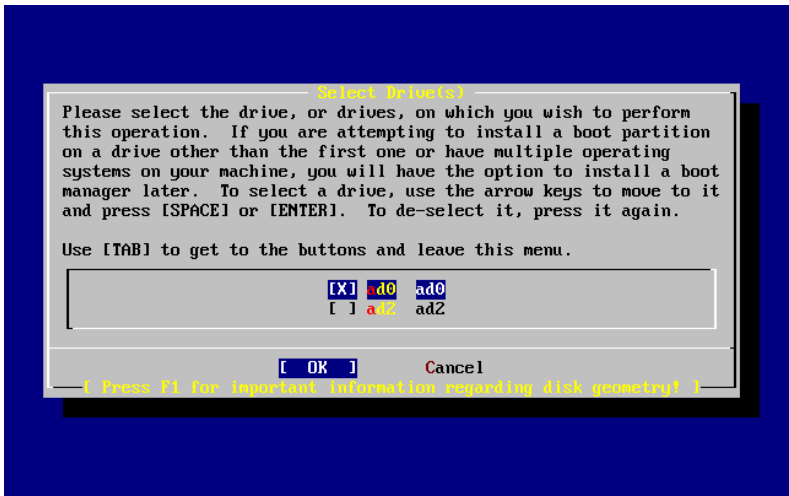 Select Drive(s)
Please select the drive, or drives, on which you wish to perform
this operation.  If you are attempting to install a boot partition
on a drive other than the first one or have multiple operating
systems on your machine, you will have the option to install a boot
manager later.  To select a drive, use the arrow keys to move to it
and press [SPACE] or [ENTER].  To de-select it, press it again.
Use [TAB] to get to the buttons and leave this menu.
[X] ad0  ad0
[ ] ad2  ad2
[  OK  ]  Cancel
[ Press F1 for important information regarding disk geometry! ]